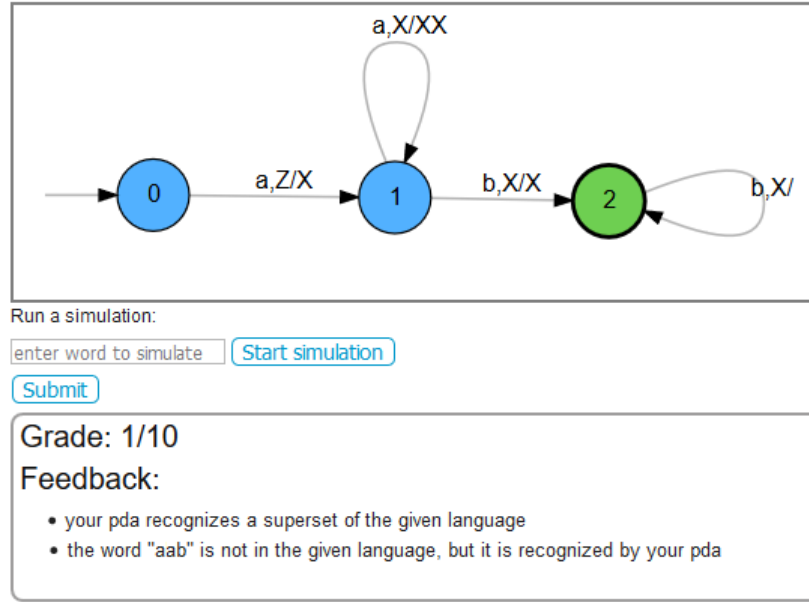 a,X/XX
0
a,Z/X
1
b,X/X
2
b,X/
Run a simulation:
enter word to simulate
Start simulation
Submit
Grade: 1/10
Feedback:
• your pda recognizes a superset of the given language
• the word "aab" is not in the given language, but it is recognized by your pda